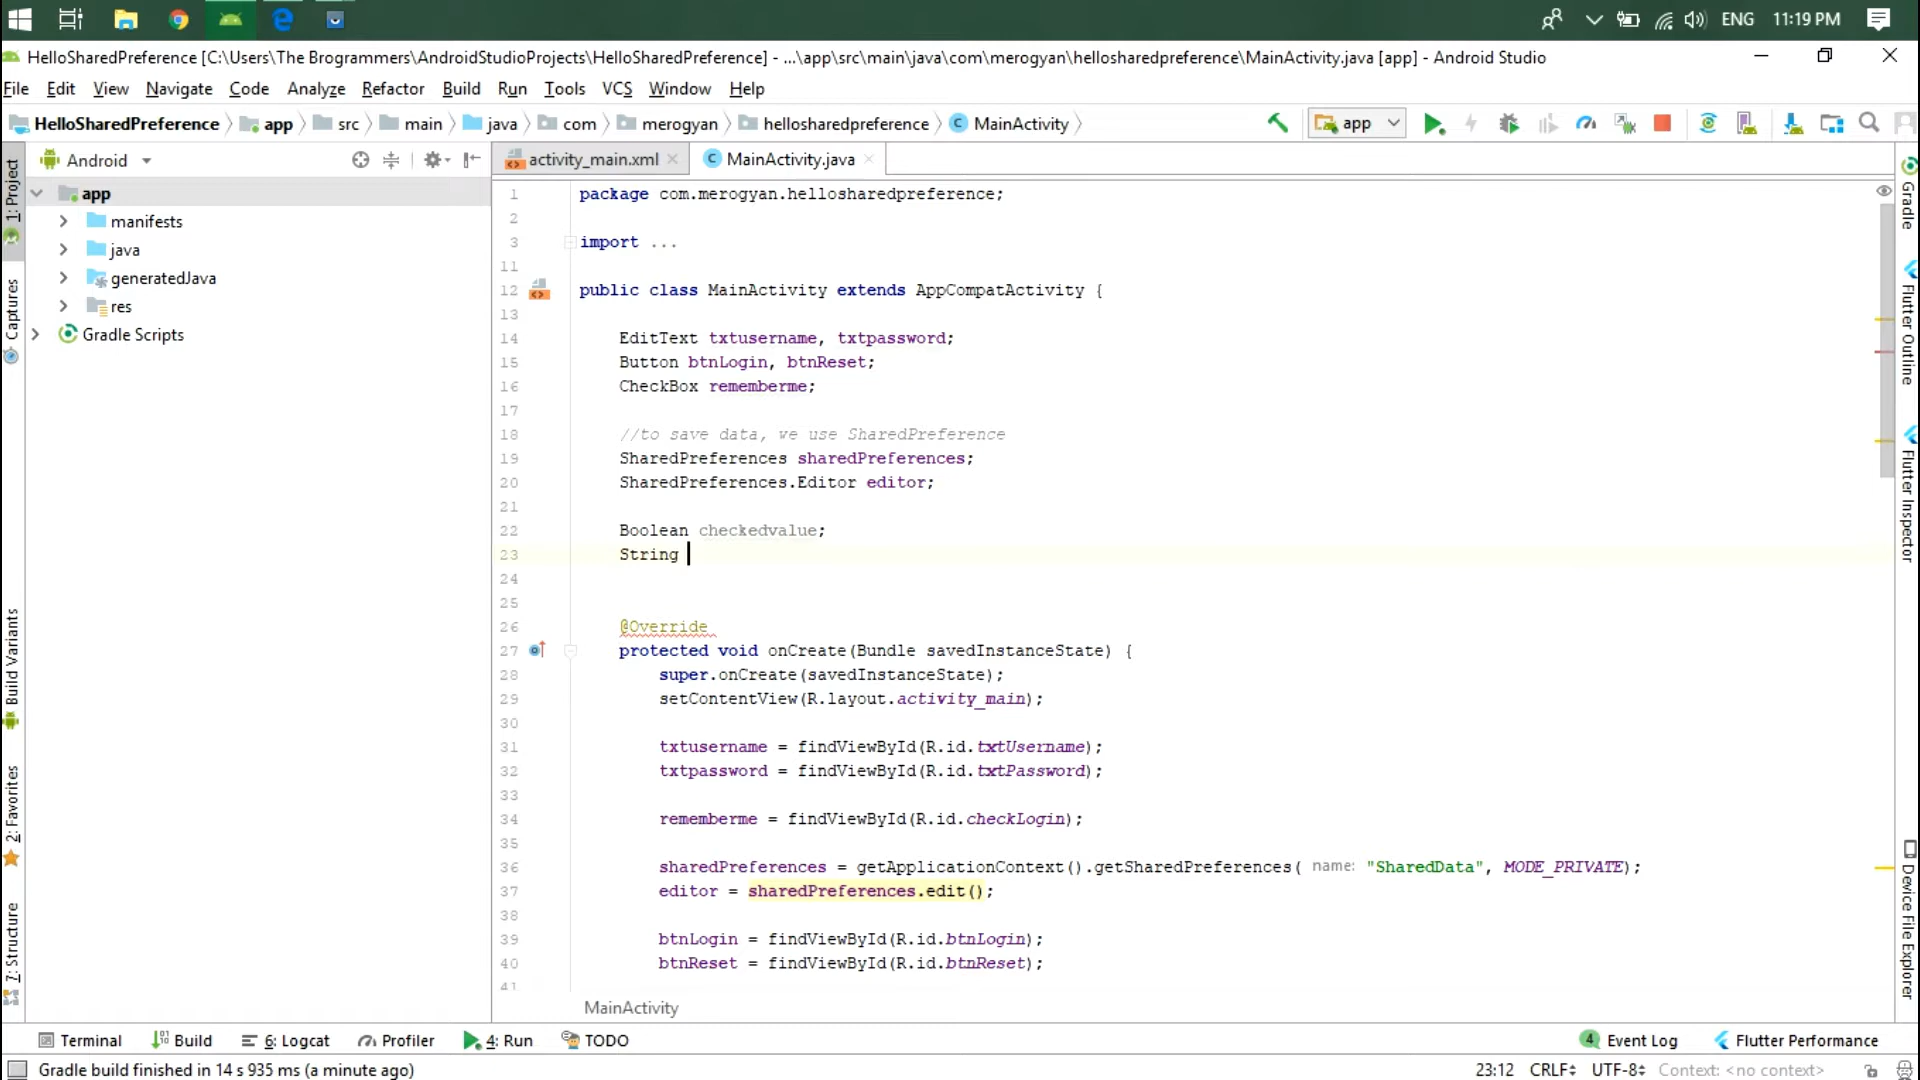 ENG 11:19 PM
HelloSharedPreference [C:\Users\The Brogrammers\AndroidStudioProjects\HelloSharedPreference] - ...\app\src\main\java\com\merogyan\hellosharedpreference\MainActivity.java [app] - Android Studio
File Edit View Navigate Code Analyze Refactor Build Run Tools VCS Window Help
HelloSharedPreference app src main java com merogyan hellosharedpreference MainActivity app
Android
activity_main.xml MainActivity.java
app
manifests
java
generatedJava
res
Gradle Scripts
1: Project
Captures
Build Variants
2: Favorites
7: Structure
1 package com.merogyan.hellosharedpreference;
2
3 import ...
11
12 public class MainActivity extends AppCompatActivity {
13
14 EditText txtusername, txtpassword;
15 Button btnLogin, btnReset;
16 CheckBox rememberme;
17
18 //to save data, we use SharedPreference
19 SharedPreferences sharedPreferences;
20 SharedPreferences.Editor editor;
21
22 Boolean checkedvalue;
23 String
24
25
26 @Override
27 protected void onCreate(Bundle savedInstanceState) {
28 super.onCreate(savedInstanceState);
29 setContentView(R.layout.activity_main);
30
31 txtusername = findViewById(R.id.txtUsername);
32 txtpassword = findViewById(R.id.txtPassword);
33
34 rememberme = findViewById(R.id.checkLogin);
35
36 sharedPreferences = getApplicationContext().getSharedPreferences( name: "SharedData", MODE_PRIVATE);
37 editor = sharedPreferences.edit();
38
39 btnLogin = findViewById(R.id.btnLogin);
40 btnReset = findViewById(R.id.btnReset);
41
MainActivity
Gradle
Flutter Outline
Flutter Inspector
Device File Explorer
Terminal Build 6: Logcat Profiler 4: Run TODO 4 Event Log Flutter Performance
Gradle build finished in 14 s 935 ms (a minute ago) 23:12 CRLF UTF-8 Context: <no context>